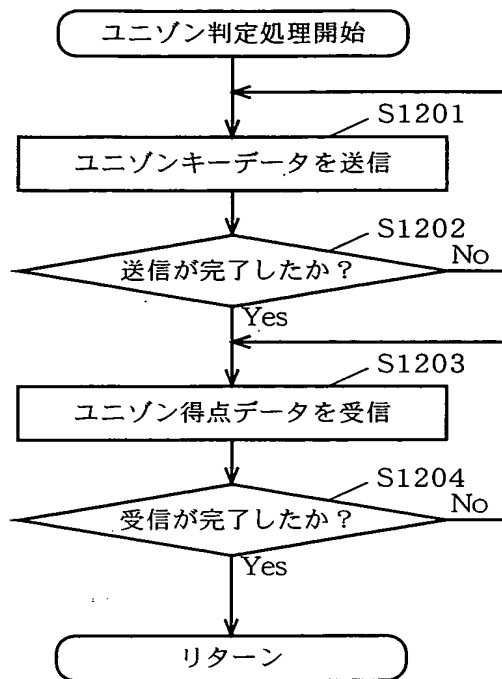 ユニゾン判定処理開始
S1201
ユニゾンキーデータを送信
S1202
送信が完了したか？
No
Yes
S1203
ユニゾン得点データを受信
S1204
受信が完了したか？
No
Yes
リターン